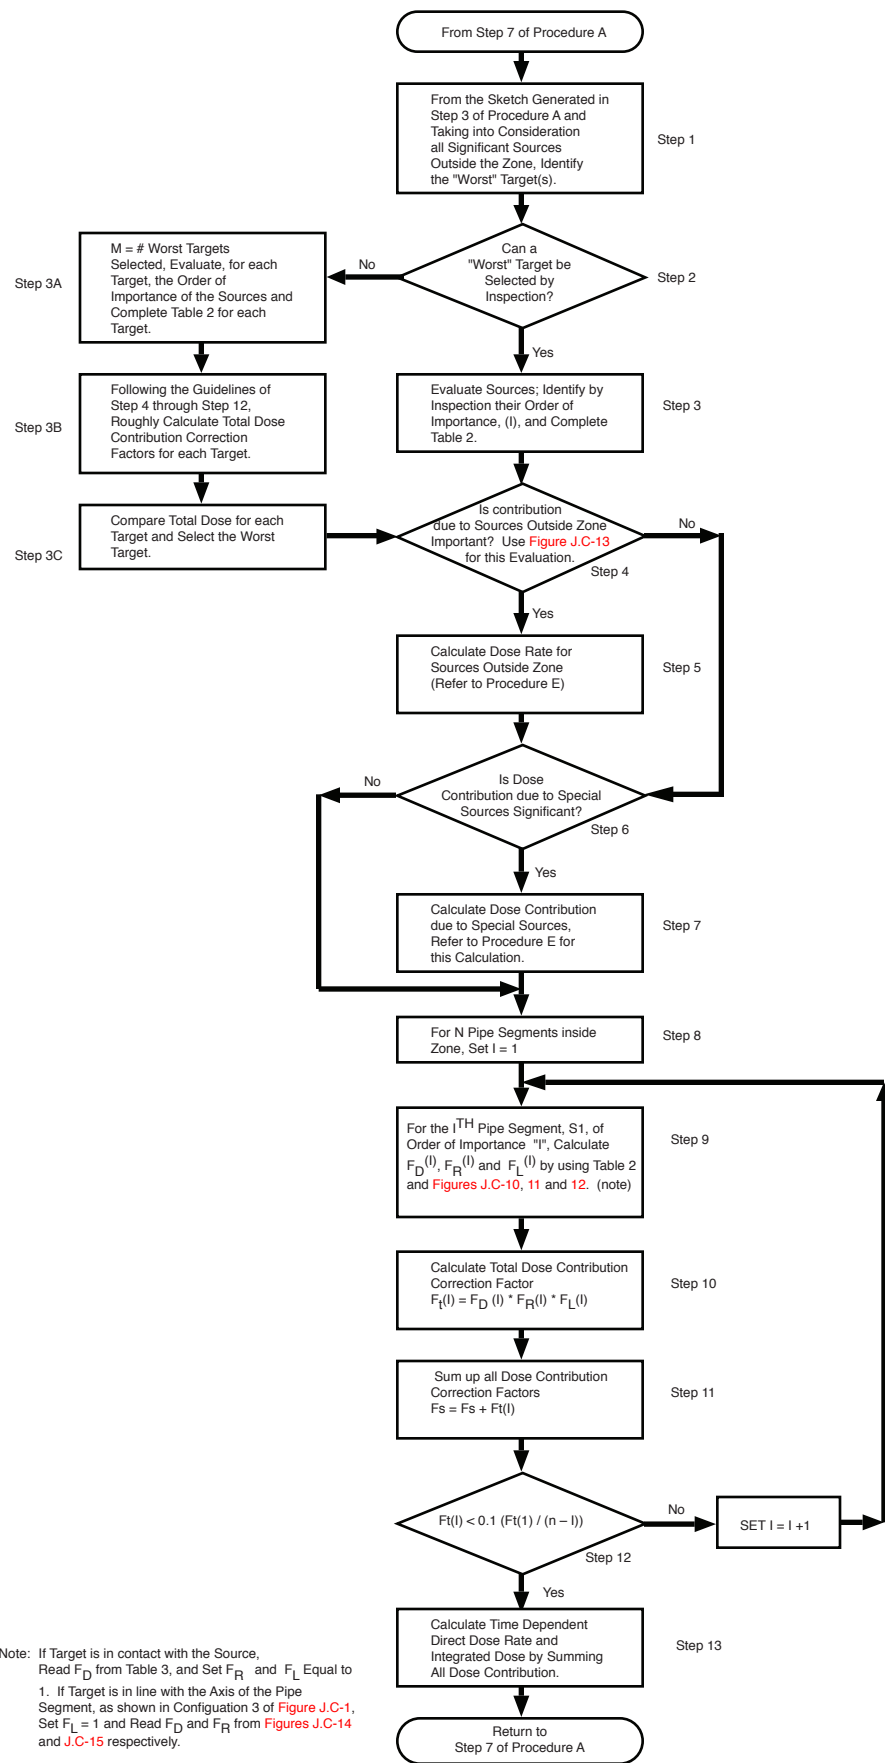 From Step 7 of Procedure A
From the Sketch Generated in
Step 3 of Procedure A and
Taking into Consideration
all Significant Sources
Outside the Zone, Identify
the "Worst" Target(s).
Step 1
Can a
"Worst" Target be
Selected by
Inspection?
Step 2
No
Yes
M = # Worst Targets
Selected, Evaluate, for each
Target, the Order of
Importance of the Sources and
Complete Table 2 for each
Target.
Step 3A
Following the Guidelines of
Step 4 through Step 12,
Roughly Calculate Total Dose
Contribution Correction
Factors for each Target.
Step 3B
Compare Total Dose for each
Target and Select the Worst
Target.
Step 3C
Evaluate Sources; Identify by
Inspection their Order of
Importance, (I), and Complete
Table 2.
Step 3
Is contribution
due to Sources Outside Zone
Important? Use Figure J.C-13
for this Evaluation.
Step 4
No
Yes
Calculate Dose Rate for
Sources Outside Zone
(Refer to Procedure E)
Step 5
Is Dose
Contribution due to Special
Sources Significant?
Step 6
No
Yes
Calculate Dose Contribution
due to Special Sources,
Refer to Procedure E for
this Calculation.
Step 7
For N Pipe Segments inside
Zone, Set I = 1
Step 8
For the I^TH Pipe Segment, S1, of
Order of Importance "I", Calculate
F_D^(I), F_R^(I) and F_L^(I) by using Table 2
and Figures J.C-10, 11 and 12. (note)
Step 9
Calculate Total Dose Contribution
Correction Factor
F_t(I) = F_D (I) * F_R(I) * F_L(I)
Step 10
Sum up all Dose Contribution
Correction Factors
Fs = Fs + Ft(I)
Step 11
Ft(I) < 0.1 (Ft(1) / (n – I))
Step 12
No
SET I = I +1
Yes
Calculate Time Dependent
Direct Dose Rate and
Integrated Dose by Summing
All Dose Contribution.
Step 13
Return to
Step 7 of Procedure A
Note: If Target is in contact with the Source,
Read F_D from Table 3, and Set F_R and F_L Equal to
1. If Target is in line with the Axis of the Pipe
Segment, as shown in Configuation 3 of Figure J.C-1,
Set F_L = 1 and Read F_D and F_R from Figures J.C-14
and J.C-15 respectively.